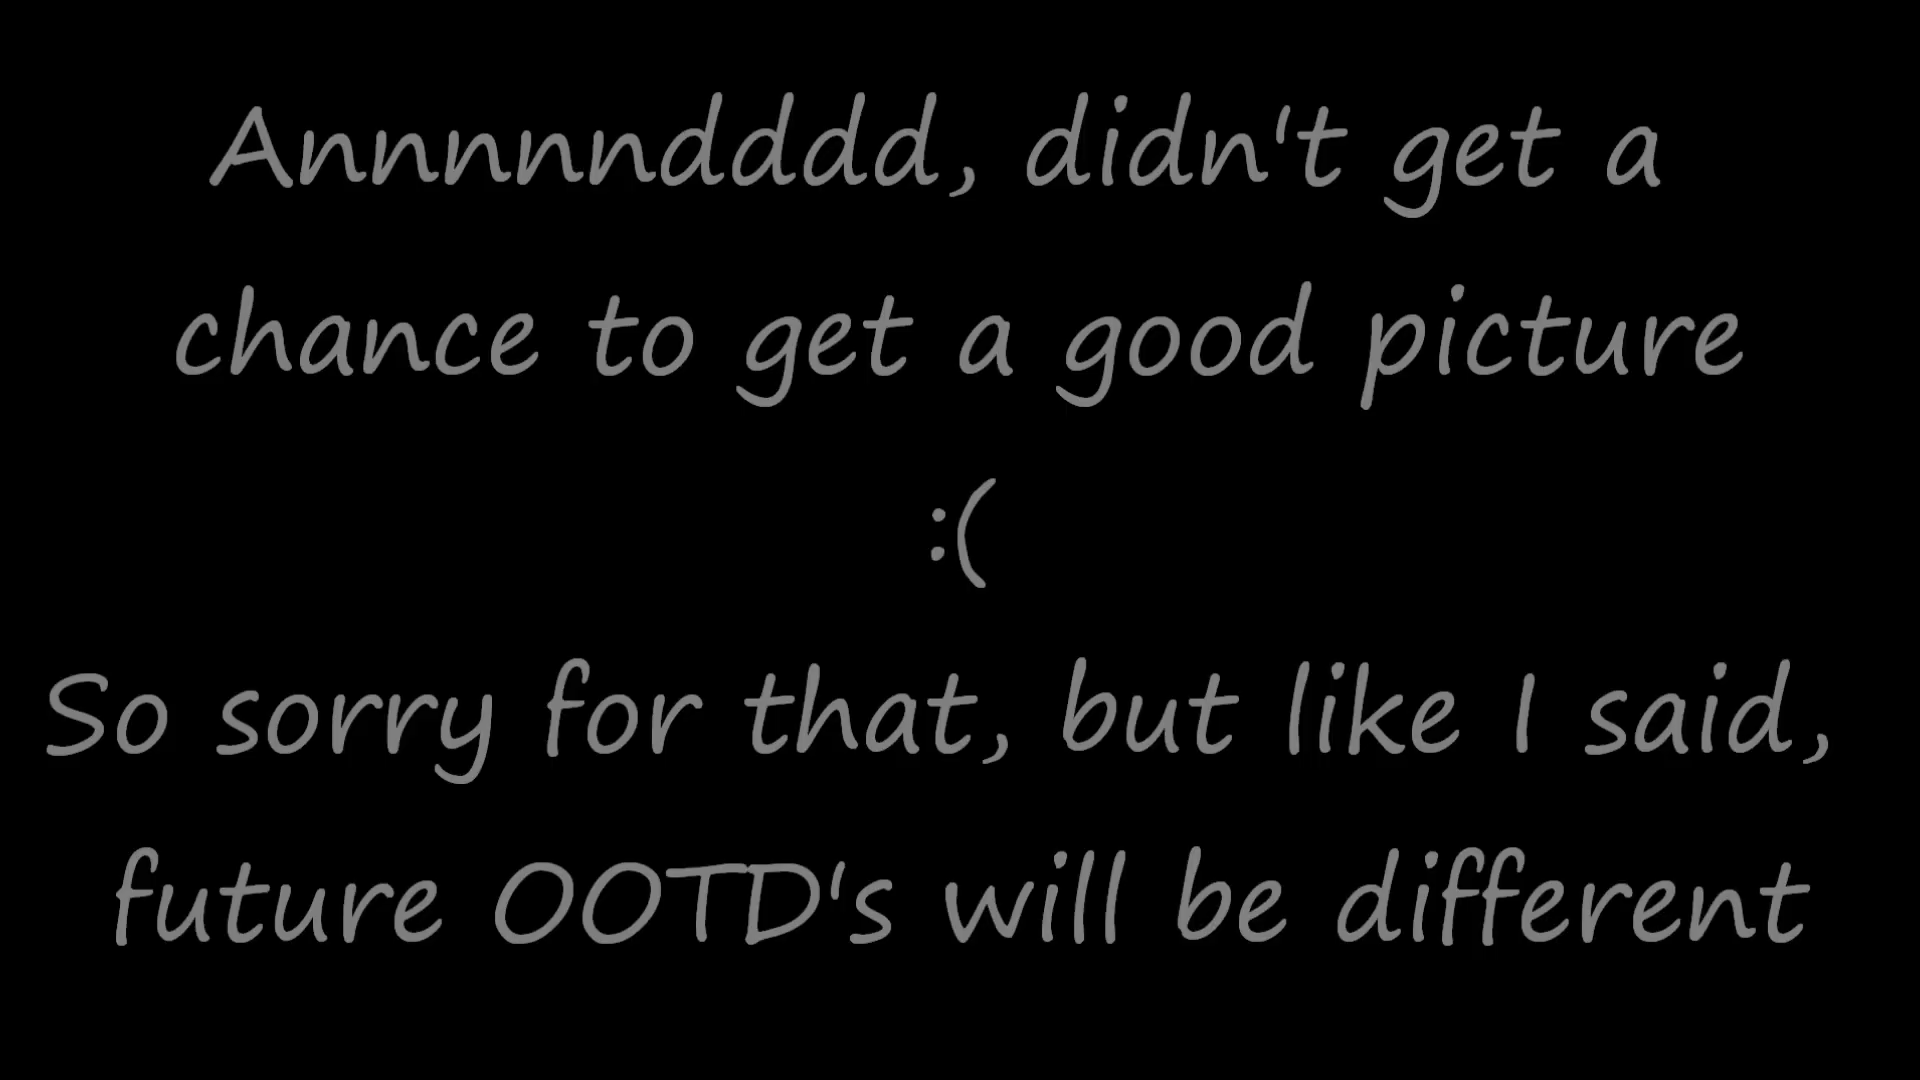 Annnnndddd, didn't get a
chance to get a good picture
:(
So sorry for that, but like I said,
future OOTD's will be different